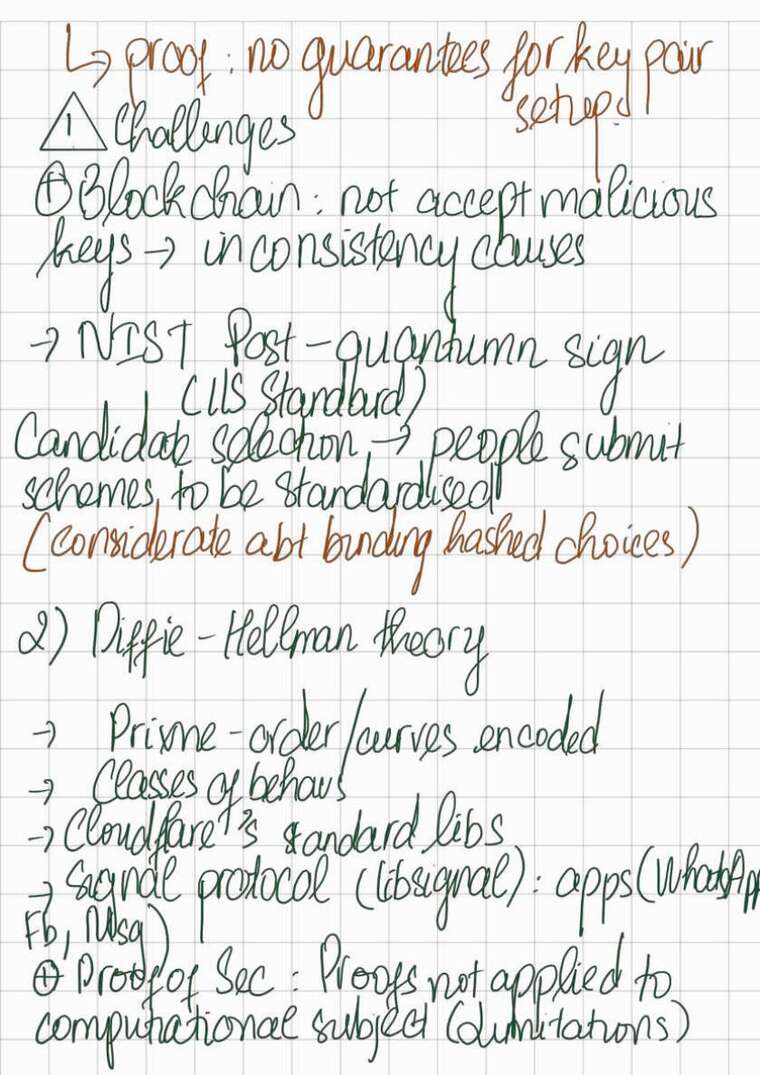 ↳ proof : no guarantees for key pair
setup!
⚠ Challenges
⊕ Blockchain : not accept malicious
keys → inconsistency clauses
→ NIST Post-quantumn sign
(US Standard)
Candidate selection → people submit
schemes to be standardised
(considerate abt binding hashed choices)
2) Diffie-Hellman theory
→ Prime-order/curves encoded
→ Classes of behavs
→ Cloudflare's standard libs
→ Signal protocol (libsignal) : apps (WhatsApp
Fb, Msg)
⊕ Proof of Sec : Proofs not applied to
computational subject (limitations)